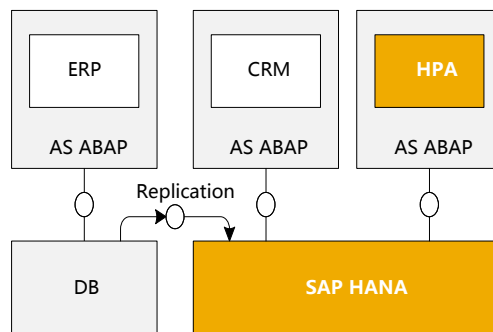 ERP
CRM
HPA
AS ABAP
AS ABAP
AS ABAP
Replication
DB
SAP HANA